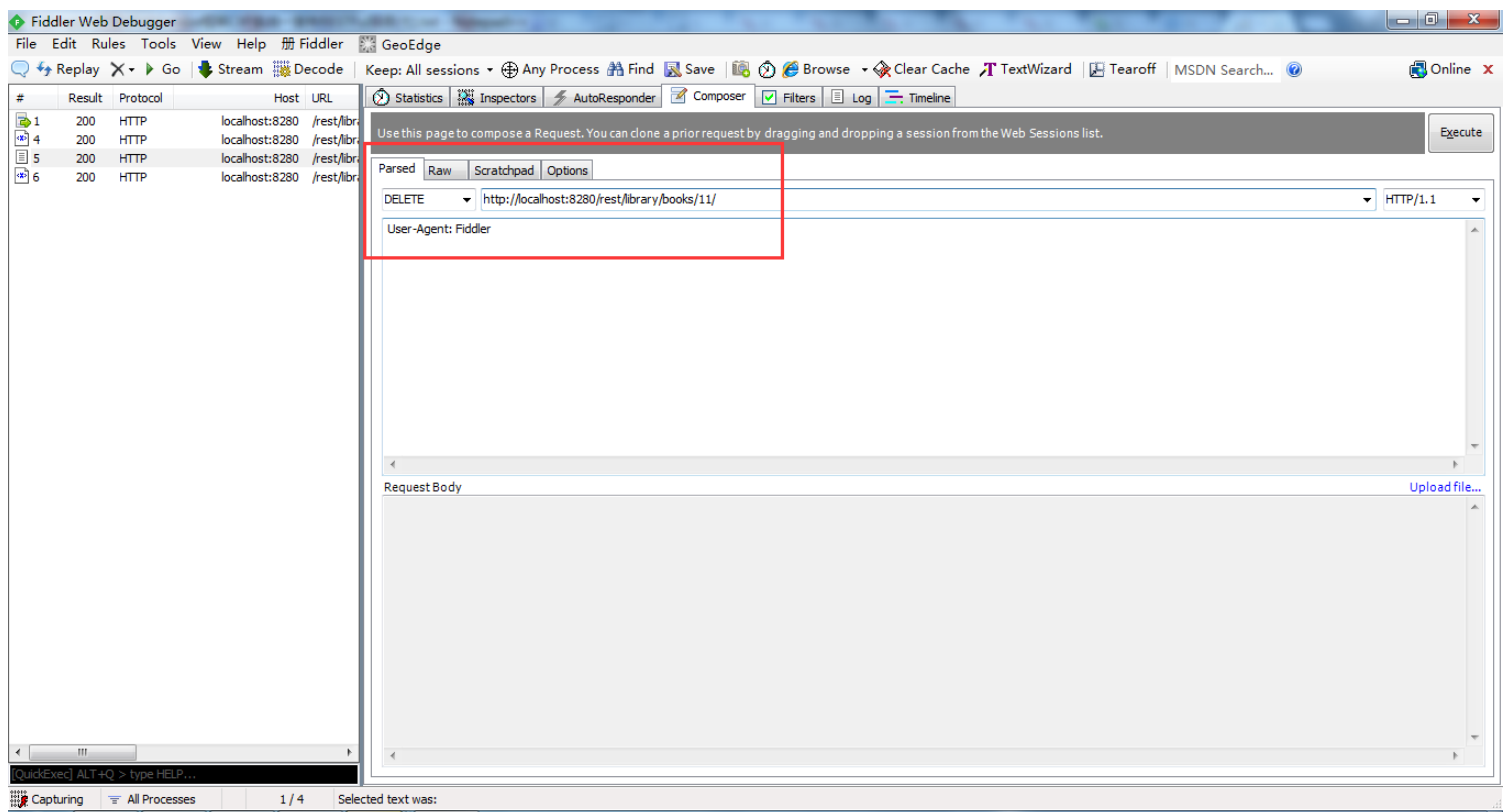 Fiddler Web Debugger
File Edit Rules Tools View Help 册 Fiddler GeoEdge
Replay Go Stream Decode Keep: All sessions Any Process Find Save Browse Clear Cache TextWizard Tearoff MSDN Search... Online x
# Result Protocol Host URL
1 200 HTTP localhost:8280 /rest/libr
4 200 HTTP localhost:8280 /rest/libr
5 200 HTTP localhost:8280 /rest/libr
6 200 HTTP localhost:8280 /rest/libr
Statistics Inspectors AutoResponder Composer Filters Log Timeline
Use this page to compose a Request. You can clone a prior request by dragging and dropping a session from the Web Sessions list.
Execute
Parsed Raw Scratchpad Options
DELETE http://localhost:8280/rest/library/books/11/ HTTP/1.1
User-Agent: Fiddler
Request Body Upload file...
[QuickExec] ALT+Q > type HELP...
Capturing All Processes 1 / 4 Selected text was: